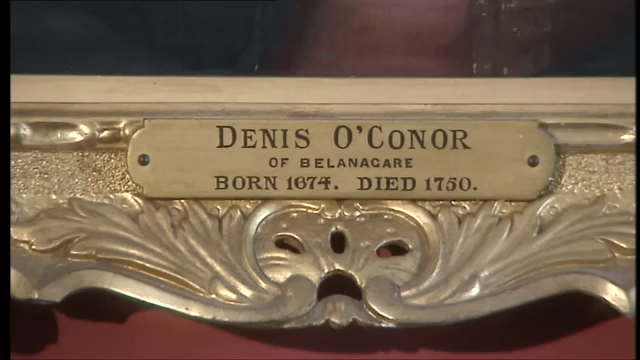 DENIS O'CONOR
OF BELANAGARE
BORN 1674. DIED 1750.